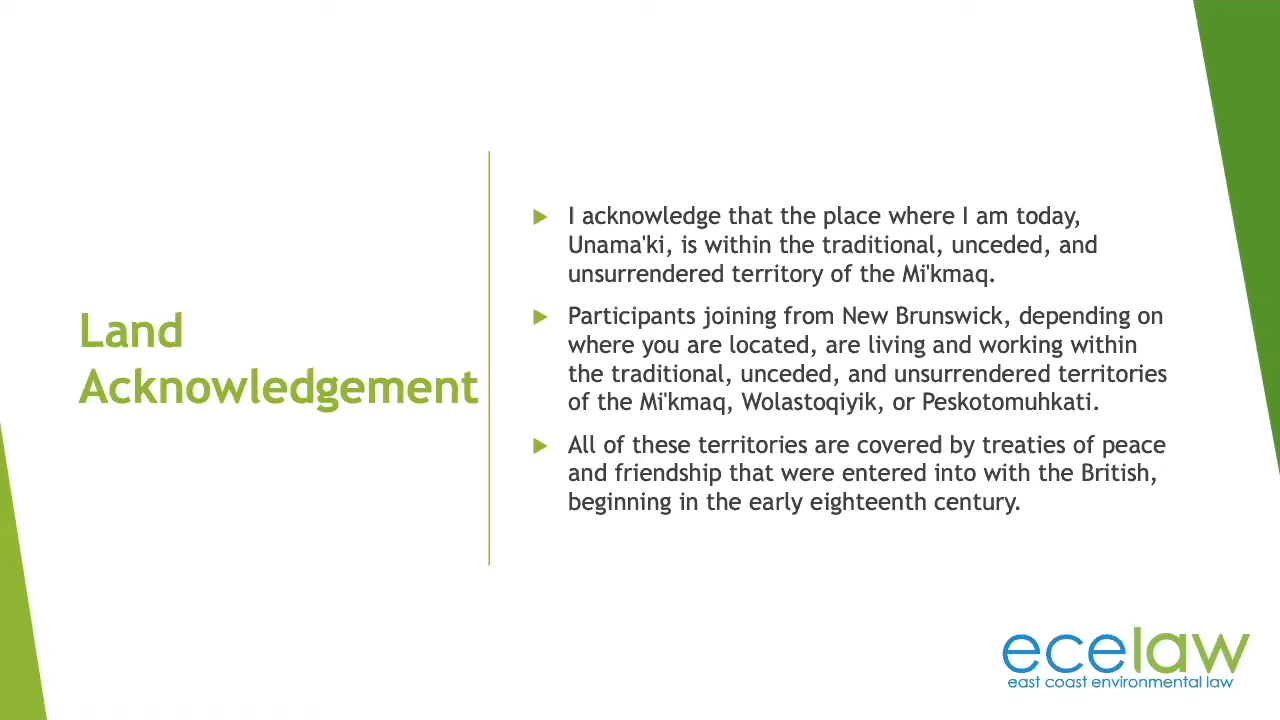 Land
Acknowledgement
I acknowledge that the place where I am today,
Unama'ki, is within the traditional, unceded, and
unsurrendered territory of the Mi'kmaq.
Participants joining from New Brunswick, depending on
where you are located, are living and working within
the traditional, unceded, and unsurrendered territories
of the Mi'kmaq, Wolastoqiyik, or Peskotomuhkati.
All of these territories are covered by treaties of peace
and friendship that were entered into with the British,
beginning in the early eighteenth century.
ecelaw
east coast environmental law